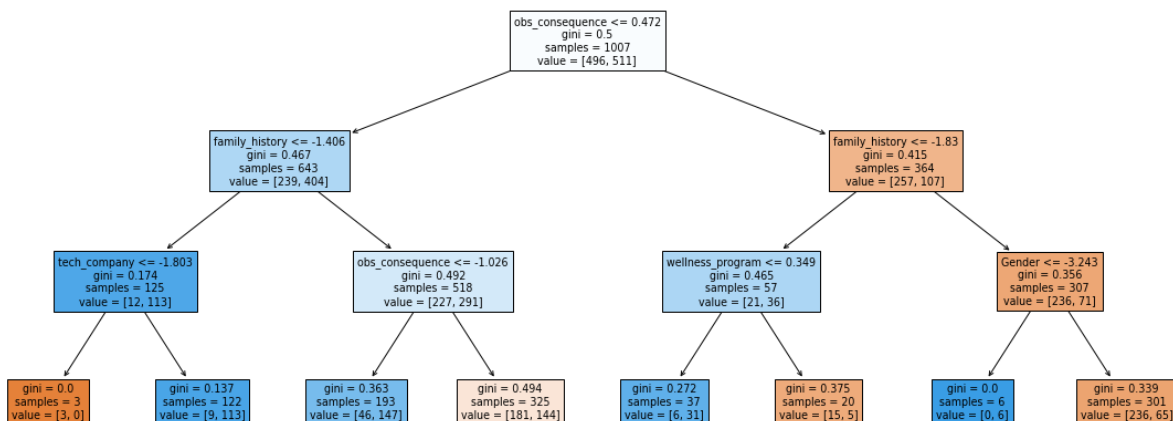 obs_consequence <= 0.472
gini = 0.5
samples = 1007
value = [496, 511]
family_history <= -1.406
gini = 0.467
samples = 643
value = [239, 404]
family_history <= -1.83
gini = 0.415
samples = 364
value = [257, 107]
tech_company <= -1.803
gini = 0.174
samples = 125
value = [12, 113]
obs_consequence <= -1.026
gini = 0.492
samples = 518
value = [227, 291]
wellness_program <= 0.349
gini = 0.465
samples = 57
value = [21, 36]
Gender <= -3.243
gini = 0.356
samples = 307
value = [236, 71]
gini = 0.0
samples = 3
value = [3, 0]
gini = 0.137
samples = 122
value = [9, 113]
gini = 0.363
samples = 193
value = [46, 147]
gini = 0.494
samples = 325
value = [181, 144]
gini = 0.272
samples = 37
value = [6, 31]
gini = 0.375
samples = 20
value = [15, 5]
gini = 0.0
samples = 6
value = [0, 6]
gini = 0.339
samples = 301
value = [236, 65]